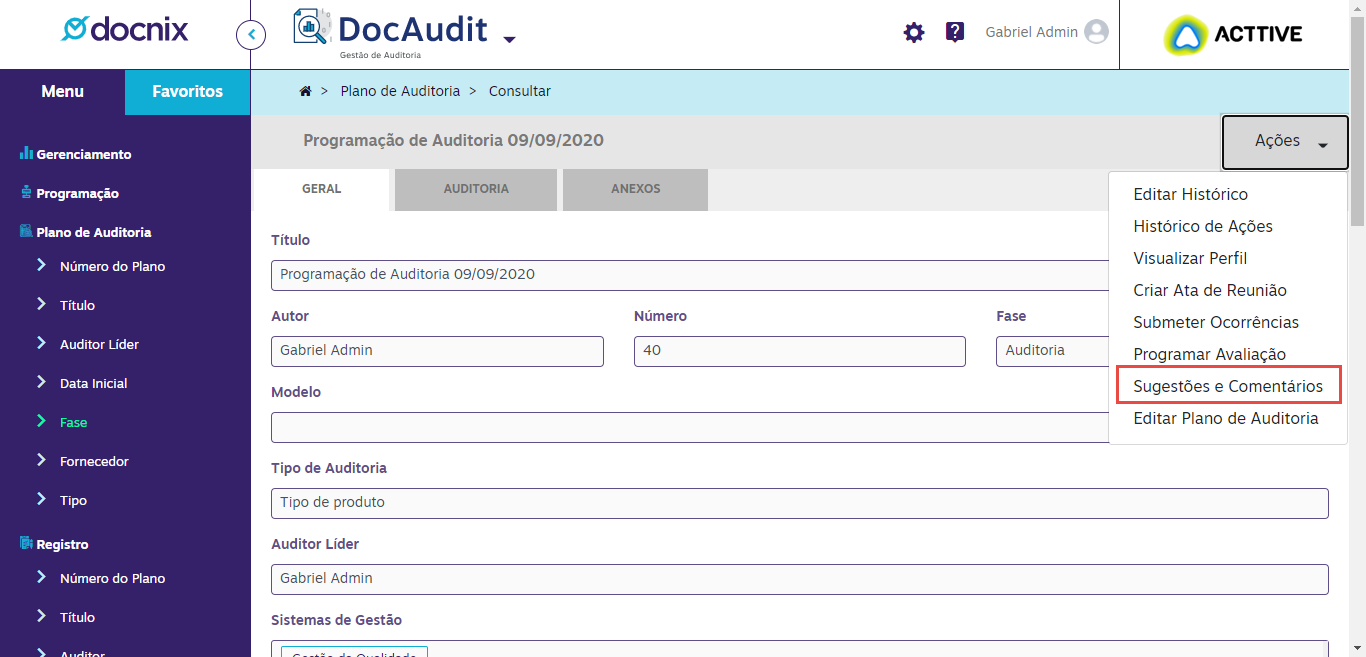 docnix
DocAudit
Gestão de Auditoria
Gabriel Admin
ACTTIVE
Menu
Favoritos
> Plano de Auditoria > Consultar
Programação de Auditoria 09/09/2020
Ações
Gerenciamento
Programação
Plano de Auditoria
Número do Plano
Título
Auditor Líder
Data Inicial
Fase
Fornecedor
Tipo
Registro
Número do Plano
Título
Auditor
GERAL
AUDITORIA
ANEXOS
Editar Histórico
Histórico de Ações
Visualizar Perfil
Criar Ata de Reunião
Submeter Ocorrências
Programar Avaliação
Sugestões e Comentários
Editar Plano de Auditoria
Título
Programação de Auditoria 09/09/2020
Autor
Número
Fase
Gabriel Admin
40
Auditoria
Modelo
Tipo de Auditoria
Tipo de produto
Auditor Líder
Gabriel Admin
Sistemas de Gestão
Gestão da Qualidade